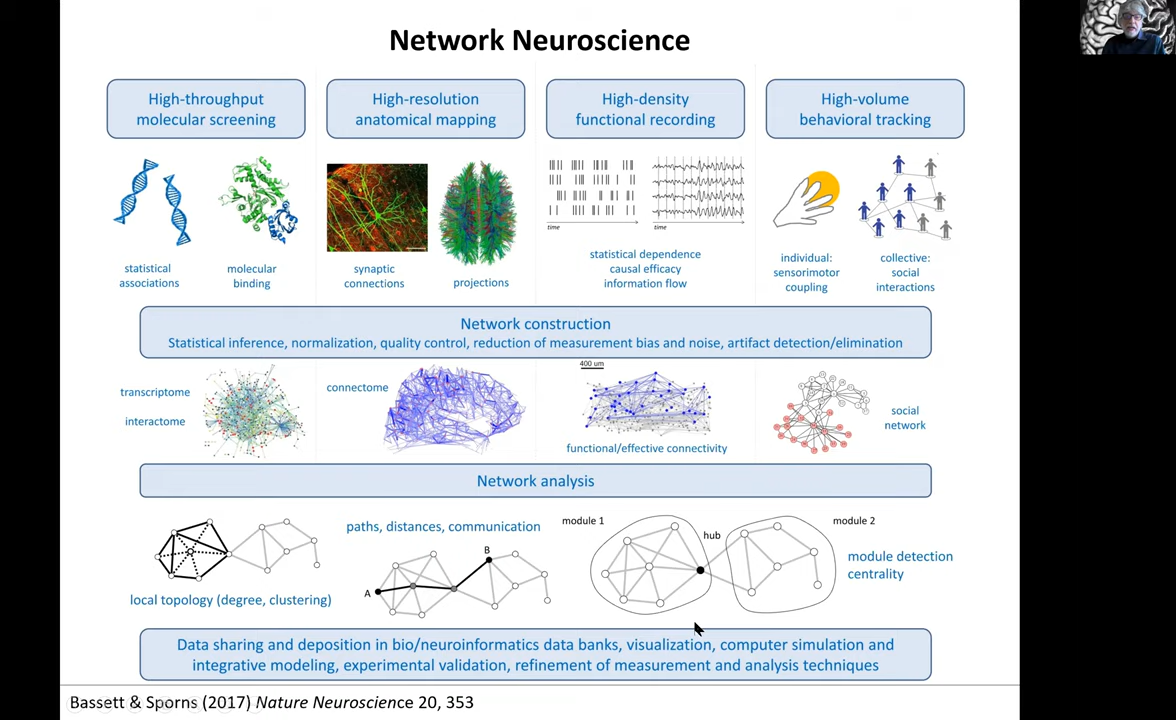 Network Neuroscience
High-throughput
molecular screening
High-resolution
anatomical mapping
High-density
functional recording
High-volume
behavioral tracking
time
time
statistical
associations
molecular
binding
synaptic
connections
projections
statistical dependence
causal efficacy
information flow
individual:
sensorimotor
coupling
collective:
social
interactions
Network construction
Statistical inference, normalization, quality control, reduction of measurement bias and noise, artifact detection/elimination
transcriptome
interactome
connectome
400 um
functional/effective connectivity
social
network
Network analysis
local topology (degree, clustering)
paths, distances, communication
A
B
module 1
hub
module 2
module detection
centrality
Data sharing and deposition in bio/neuroinformatics data banks, visualization, computer simulation and
integrative modeling, experimental validation, refinement of measurement and analysis techniques
Bassett & Sporns (2017) Nature Neuroscience 20, 353